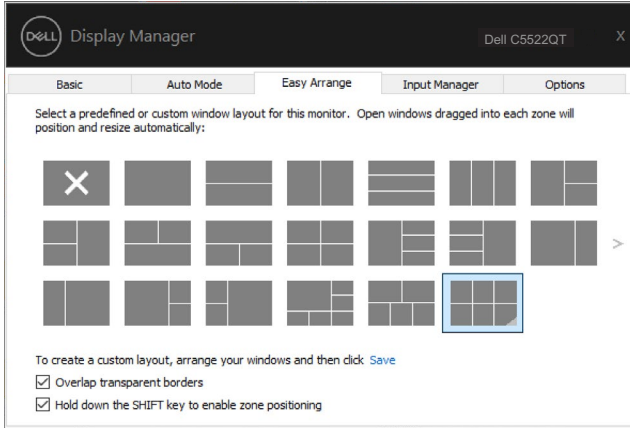 DELL Display Manager Dell C5522QT X
Basic Auto Mode Easy Arrange Input Manager Options
Select a predefined or custom window layout for this monitor. Open windows dragged into each zone will
position and resize automatically:
>
To create a custom layout, arrange your windows and then click Save
Overlap transparent borders
Hold down the SHIFT key to enable zone positioning